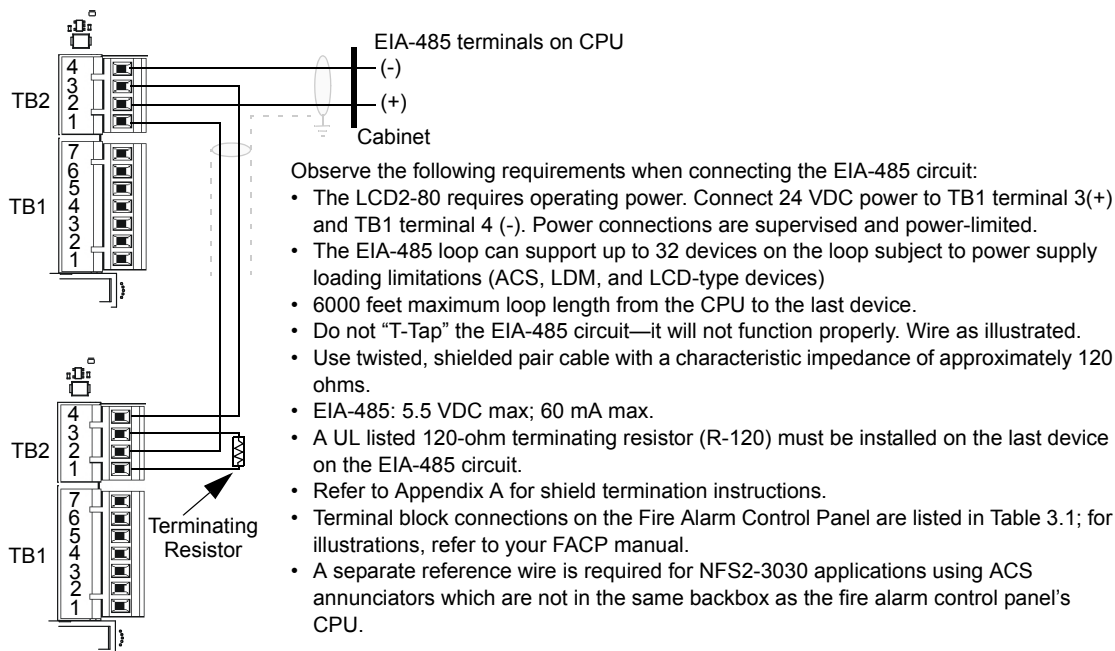 EIA-485 terminals on CPU
4
(-)
3
TB2
2
(+)
1
Cabinet
7
6
5
TB1
4
3
2
1
Observe the following requirements when connecting the EIA-485 circuit:
• The LCD2-80 requires operating power. Connect 24 VDC power to TB1 terminal 3(+)
and TB1 terminal 4 (-). Power connections are supervised and power-limited.
• The EIA-485 loop can support up to 32 devices on the loop subject to power supply
loading limitations (ACS, LDM, and LCD-type devices)
• 6000 feet maximum loop length from the CPU to the last device.
• Do not “T-Tap” the EIA-485 circuit—it will not function properly. Wire as illustrated.
• Use twisted, shielded pair cable with a characteristic impedance of approximately 120
ohms.
• EIA-485: 5.5 VDC max; 60 mA max.
• A UL listed 120-ohm terminating resistor (R-120) must be installed on the last device
on the EIA-485 circuit.
• Refer to Appendix A for shield termination instructions.
• Terminal block connections on the Fire Alarm Control Panel are listed in Table 3.1; for
illustrations, refer to your FACP manual.
• A separate reference wire is required for NFS2-3030 applications using ACS
annunciators which are not in the same backbox as the fire alarm control panel’s
CPU.
4
3
TB2
2
1
7
6
5
TB1
4
3
2
1
Terminating
Resistor